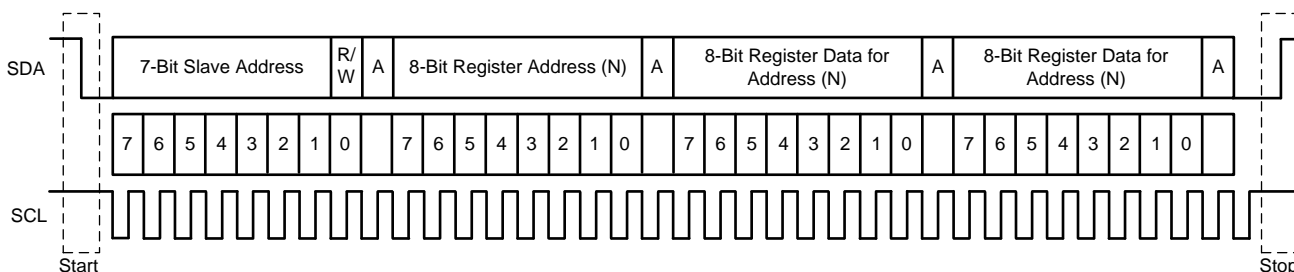 SDA
7-Bit Slave Address
R/
W
A
8-Bit Register Address (N)
A
8-Bit Register Data for
Address (N)
A
8-Bit Register Data for
Address (N)
A
7 6 5 4 3 2 1 0 7 6 5 4 3 2 1 0 7 6 5 4 3 2 1 0 7 6 5 4 3 2 1 0
SCL
Start
Stop